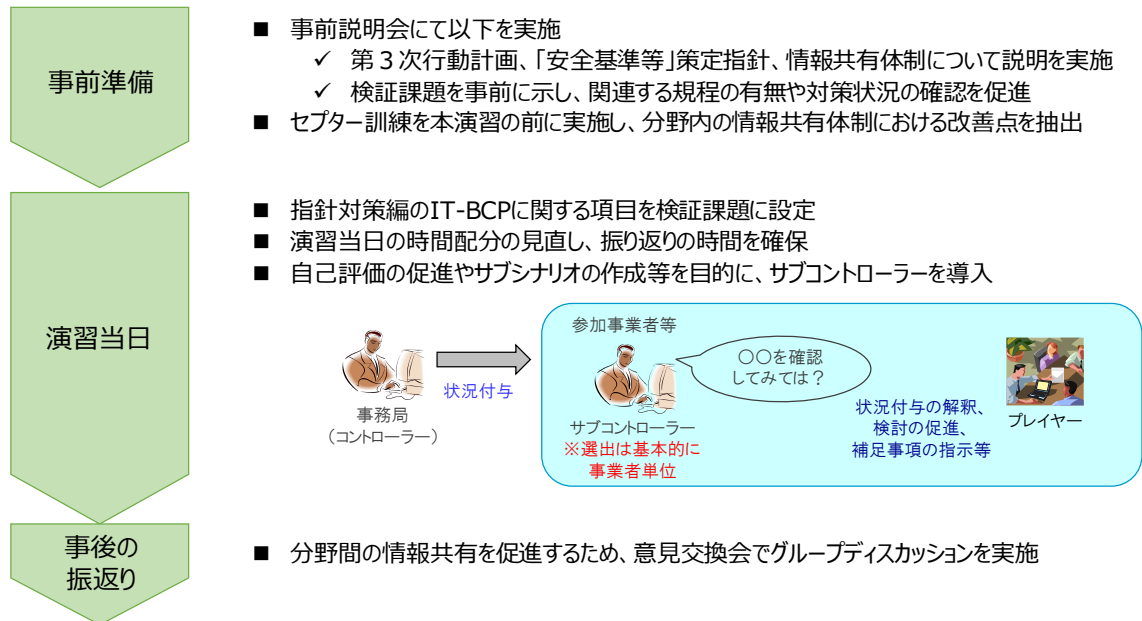 事前準備
■ 事前説明会にて以下を実施
✓ 第3次行動計画、「安全基準等」策定指針、情報共有体制について説明を実施
✓ 検証課題を事前に示し、関連する規程の有無や対策状況の確認を促進
■ セプター訓練を本演習の前に実施し、分野内の情報共有体制における改善点を抽出
演習当日
■ 指針対策編のIT-BCPに関する項目を検証課題に設定
■ 演習当日の時間配分の見直し、振り返りの時間を確保
■ 自己評価の促進やサブシナリオの作成等を目的に、サブコントローラーを導入
事務局
(コントローラー)
状況付与
参加事業者等
サブコントローラー
※選出は基本的に
事業者単位
〇〇を確認
してみては？
状況付与の解釈、
検討の促進、
補足事項の指示等
プレイヤー
事後の
振返り
■ 分野間の情報共有を促進するため、意見交換会でグループディスカッションを実施